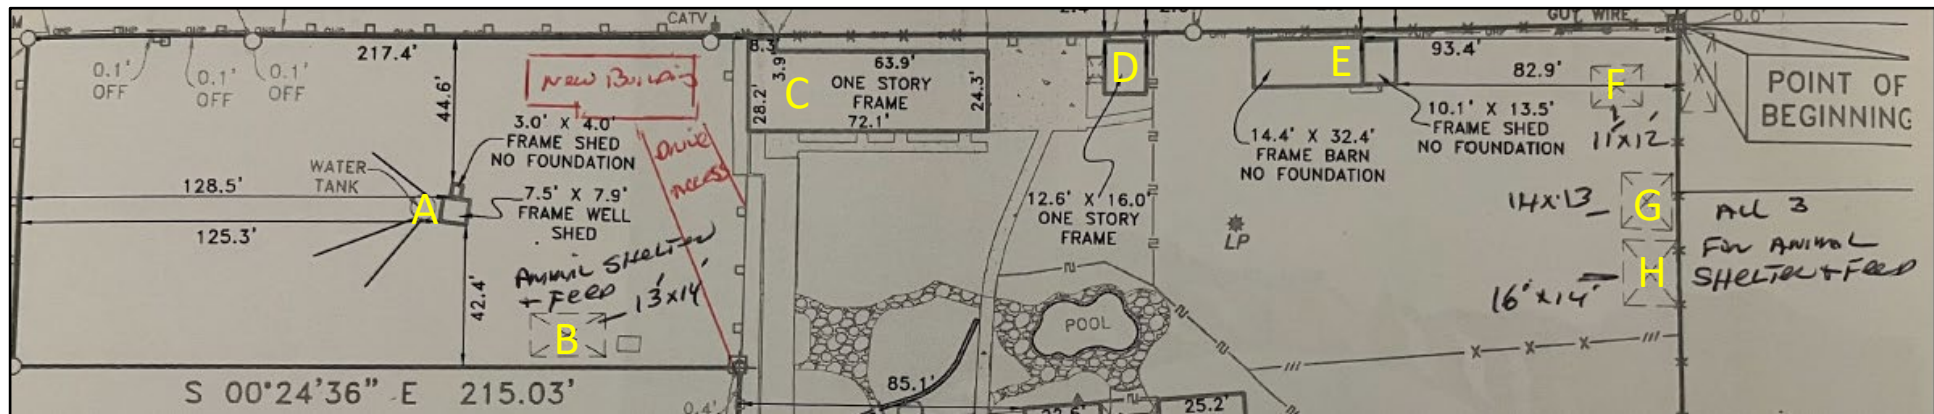 CATV
GUY WIRE
0.0'
217.4'
0.1'
OFF
0.1'
OFF
0.1'
OFF
44.6'
New Building
8.3'
3.9'
63.9'
C
ONE STORY
FRAME
28.2'
24.3'
72.1'
D
E
93.4'
82.9'
F
POINT OF
BEGINNING
3.0' X 4.0'
FRAME SHED
NO FOUNDATION
Drive
Access
14.4' X 32.4'
FRAME BARN
NO FOUNDATION
10.1' X 13.5'
FRAME SHED
NO FOUNDATION
11'x12'
WATER
TANK
128.5'
A
7.5' X 7.9'
FRAME WELL
SHED
125.3'
12.6' X 16.0'
ONE STORY
FRAME
LP
14x13
G
ALL 3
For Animal
Shelter + Feed
H
16'x14'
Animal Shelter
+ Feed
13'x14'
42.4'
B
POOL
S 00°24'36" E 215.03'
85.1'
0.4'
25.2'